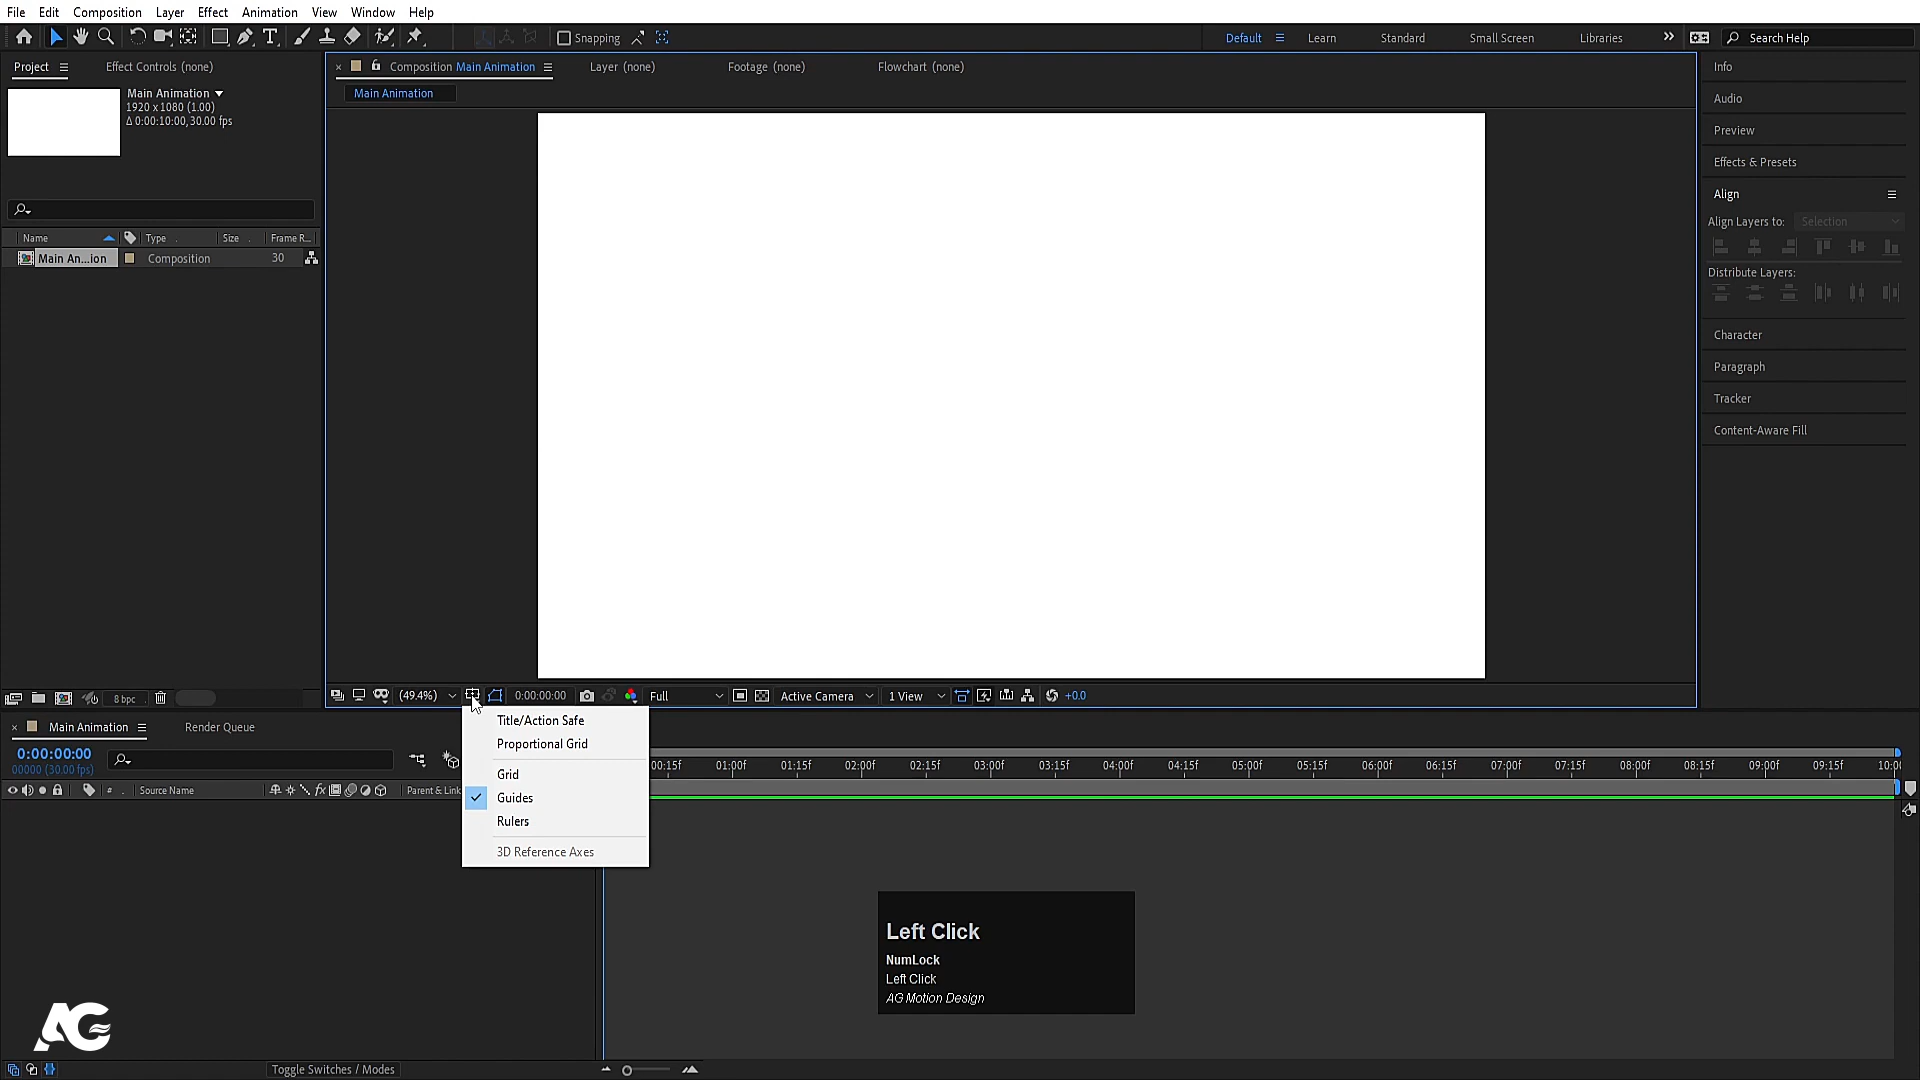 File Edit Composition Layer Effect Animation View Window Help
Snapping
Default Learn Standard Small Screen Libraries Search Help
Project Effect Controls (none)
Composition Main Animation Layer (none) Footage (none) Flowchart (none)
Main Animation
Main Animation
1920 x 1080 (1.00)
Δ 0:00:10:00, 30.00 fps
Name Type Size Frame R...
Main An...ion Composition 30
8 bpc
(49.4%) 0:00:00:00 Full Active Camera 1 View +0.0
Info
Audio
Preview
Effects & Presets
Align
Align Layers to: Selection
Distribute Layers:
Character
Paragraph
Tracker
Content-Aware Fill
Title/Action Safe
Proportional Grid
Grid
Guides
Rulers
3D Reference Axes
Main Animation Render Queue
0:00:00:00
00000 (30.00 fps)
# Source Name fx Parent & Link
00:15f 01:00f 01:15f 02:00f 02:15f 03:00f 03:15f 04:00f 04:15f 05:00f 05:15f 06:00f 06:15f 07:00f 07:15f 08:00f 08:15f 09:00f 09:15f 10:00
Left Click
NumLock
Left Click
AG Motion Design
AG
Toggle Switches / Modes